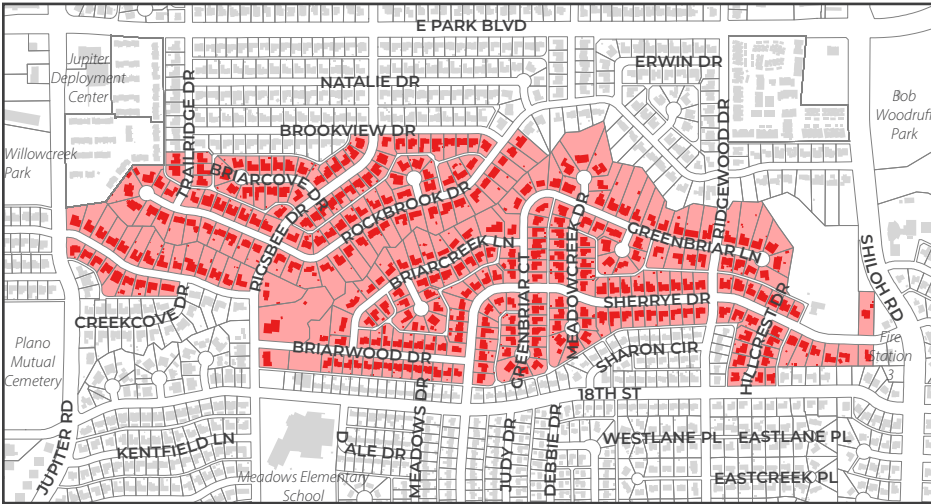 E PARK BLVD
Jupiter
Deployment
Center
NATALIE DR
ERWIN DR
Bob
Woodruff
Park
TRAILRIDGE DR
BROOKVIEW DR
RIDGEWOOD DR
Willowcreek
Park
BRIARCOVE DR
ROCKBROOK DR
RIGSBEE DR
MEADOWCREEK DR
GREENBRIAR LN
BRIARCREEK LN
SHILOH RD
GREENBRIAR CT
SHERRYE DR
HILLCREST DR
CREEKCOVE DR
Plano
Mutual
Cemetery
BRIARWOOD DR
SHARON CIR
Fire
Station
3
18TH ST
MEADOWS DR
JUDY DR
DEBBIE DR
JUPITER RD
KENTFIELD LN
DALE DR
WESTLANE PL
EASTLANE PL
Meadows Elementary
School
EASTCREEK PL